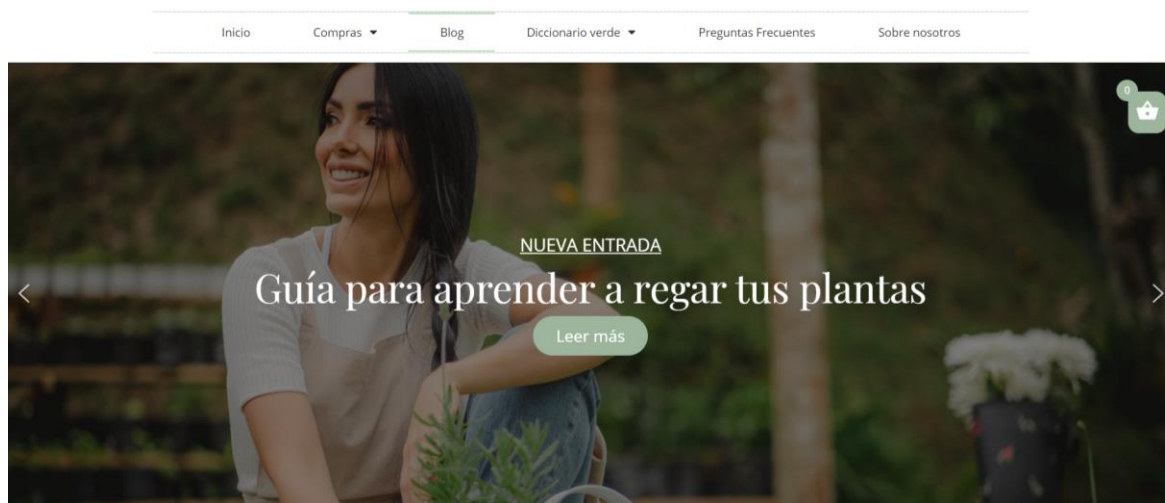 Inicio
Compras
Blog
Diccionario verde
Preguntas Frecuentes
Sobre nosotros
0
NUEVA ENTRADA
Guía para aprender a regar tus plantas
Leer más